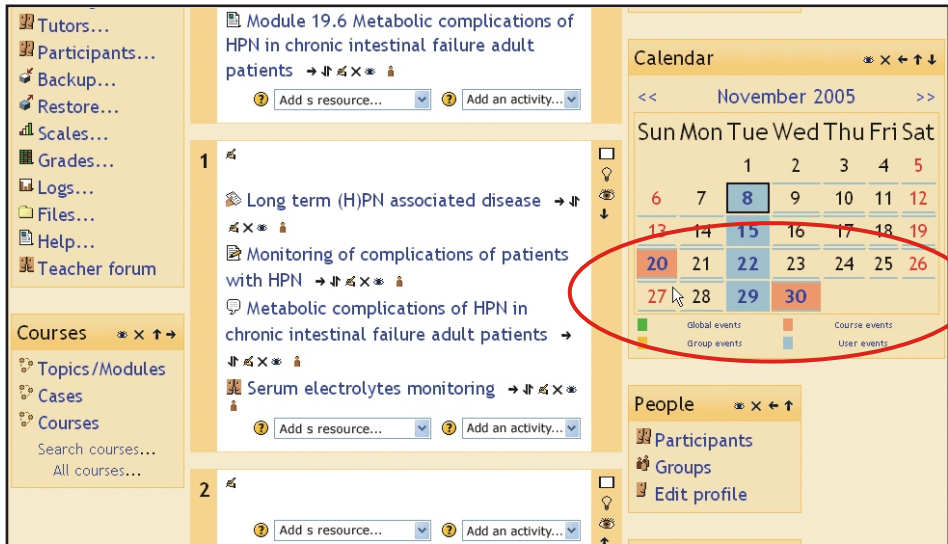 Tutors...
Participants...
Backup...
Restore...
Scales...
Grades...
Logs...
Files...
Help...
Teacher forum
Courses
Topics/Modules
Cases
Courses
Search courses...
All courses...
Module 19.6 Metabolic complications of
HPN in chronic intestinal failure adult
patients
Add s resource...
Add an activity...
1
Long term (H)PN associated disease
Monitoring of complications of patients
with HPN
Metabolic complications of HPN in
chronic intestinal failure adult patients
Serum electrolytes monitoring
Add s resource...
Add an activity...
2
Add s resource...
Add an activity...
Calendar
<< November 2005 >>
Sun Mon Tue Wed Thu Fri Sat
1 2 3 4 5
6 7 8 9 10 11 12
13 14 15 16 17 18 19
20 21 22 23 24 25 26
27 28 29 30
Global events Course events
Group events User events
People
Participants
Groups
Edit profile